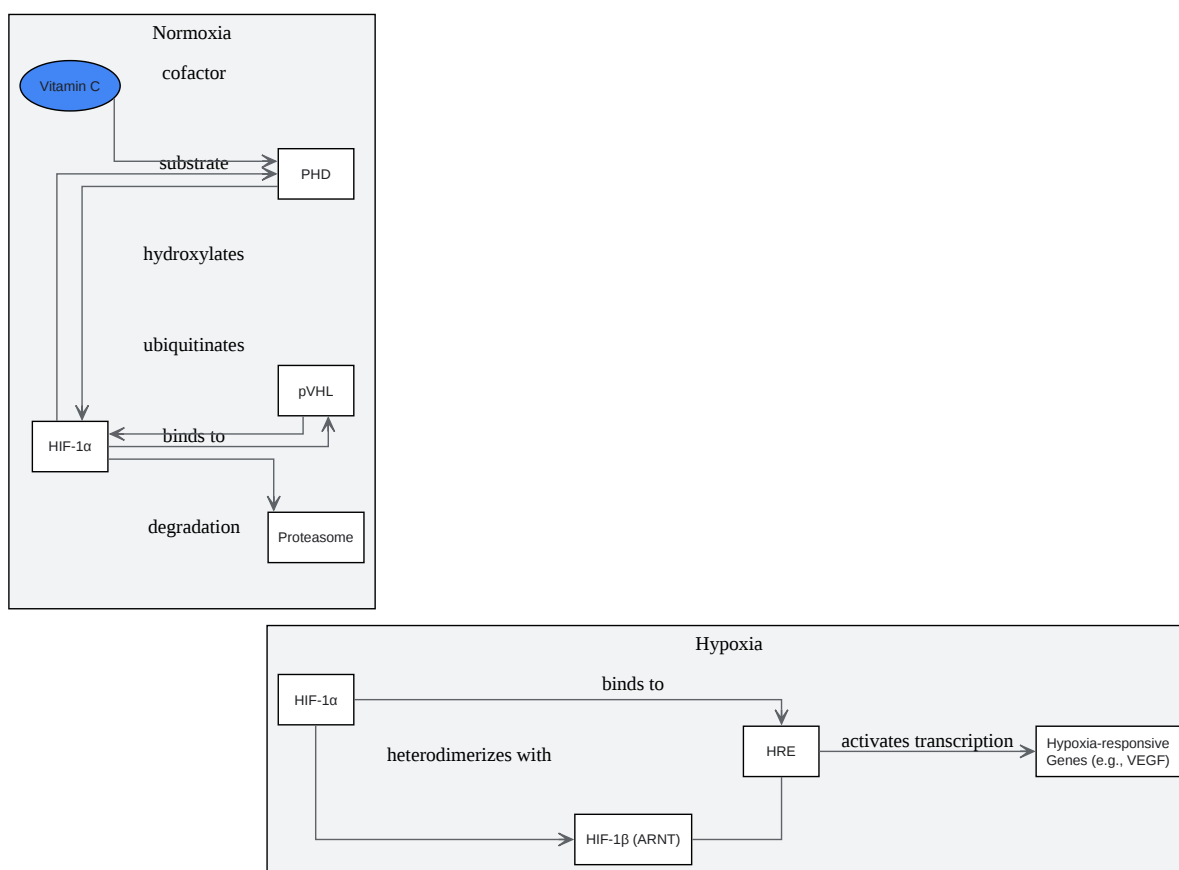 Normoxia
cofactor
Vitamin C
substrate
PHD
hydroxylates
ubiquitinates
pVHL
binds to
HIF-1α
degradation
Proteasome
Hypoxia
binds to
HIF-1α
heterodimerizes with
HRE
activates transcription
Hypoxia-responsive
Genes (e.g., VEGF)
HIF-1β (ARNT)